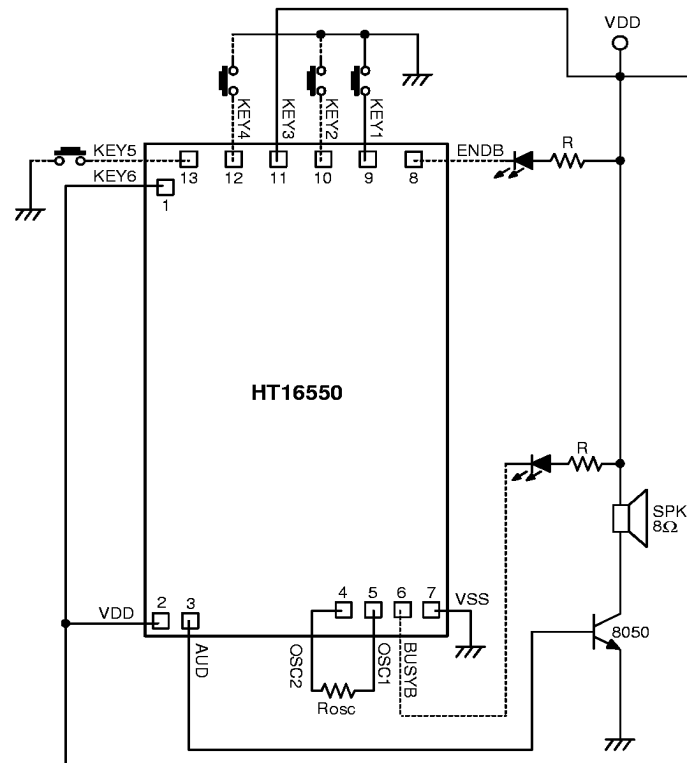 VDD
KEY4
KEY3
KEY2
KEY1
KEY5
ENDB
R
13
12
11
10
9
8
KEY6
1
HT16550
R
SPK
8Ω
VDD
2
3
4
5
6
7
VSS
AUD
OSC2
OSC1
BUSYB
8050
Rosc